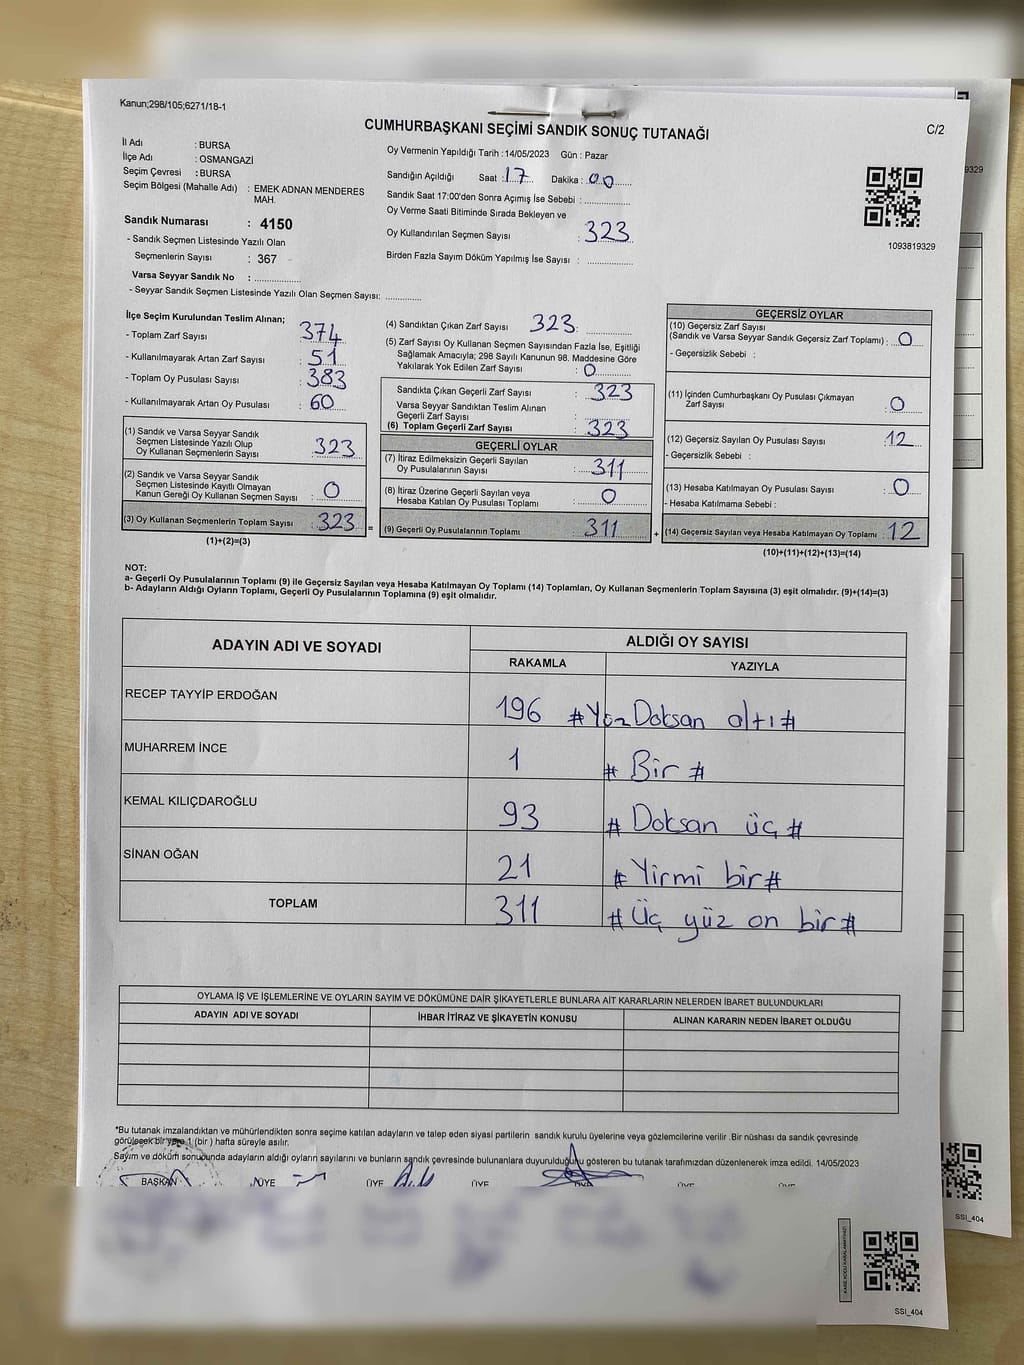 Kanun;298/105;6271/18-1
CUMHURBAŞKANI SEÇİMİ SANDIK SONUÇ TUTANAĞI
C/2
İl Adı : BURSA
İlçe Adı : OSMANGAZİ
Seçim Çevresi : BURSA
Seçim Bölgesi (Mahalle Adı) : EMEK ADNAN MENDERES
MAH.
Sandık Numarası : 4150
- Sandık Seçmen Listesinde Yazılı Olan
Seçmenlerin Sayısı : 367
Varsa Seyyar Sandık No : ..................
- Seyyar Sandık Seçmen Listesinde Yazılı Olan Seçmen Sayısı: .............
Oy Vermenin Yapıldığı Tarih : 14/05/2023 Gün : Pazar
Sandığın Açıldığı Saat : 17 Dakika : 00
Sandık Saat 17:00'den Sonra Açımış İse Sebebi : ..............
Oy Verme Saati Bitiminde Sırada Bekleyen ve
Oy Kullandırılan Seçmen Sayısı : 323
Birden Fazla Sayım Döküm Yapılmış İse Sayısı : ..............
1093819329
9329
İlçe Seçim Kurulundan Teslim Alınan;
- Toplam Zarf Sayısı : 374
- Kullanılmayarak Artan Zarf Sayısı : 51
- Toplam Oy Pusulası Sayısı : 383
- Kullanılmayarak Artan Oy Pusulası : 60
(1) Sandık ve Varsa Seyyar Sandık
Seçmen Listesinde Yazılı Olup
Oy Kullanan Seçmenlerin Sayısı : 323
(2) Sandık ve Varsa Seyyar Sandık
Seçmen Listesinde Kayıtlı Olmayan
Kanun Gereği Oy Kullanan Seçmen Sayısı : 0
(3) Oy Kullanan Seçmenlerin Toplam Sayısı : 323 =
(1)+(2)=(3)
(4) Sandıktan Çıkan Zarf Sayısı 323 :
(5) Zarf Sayısı Oy Kullanan Seçmen Sayısından Fazla İse, Eşitliği
Sağlamak Amacıyla; 298 Sayılı Kanunun 98. Maddesine Göre
Yakılarak Yok Edilen Zarf Sayısı : 0
Sandıkta Çıkan Geçerli Zarf Sayısı : 323
Varsa Seyyar Sandıktan Teslim Alınan
Geçerli Zarf Sayısı :
(6) Toplam Geçerli Zarf Sayısı : 323
GEÇERLİ OYLAR
(7) İtiraz Edilmeksizin Geçerli Sayılan
Oy Pusulalarının Sayısı : 311
(8) İtiraz Üzerine Geçerli Sayılan veya
Hesaba Katılan Oy Pusulası Toplamı : 0
(9) Geçerli Oy Pusulalarının Toplamı : 311 +
GEÇERSİZ OYLAR
(10) Geçersiz Zarf Sayısı
(Sandık ve Varsa Seyyar Sandık Geçersiz Zarf Toplamı) : 0
- Geçersizlik Sebebi :
(11) İçinden Cumhurbaşkanı Oy Pusulası Çıkmayan
Zarf Sayısı : 0
(12) Geçersiz Sayılan Oy Pusulası Sayısı : 12
- Geçersizlik Sebebi :
(13) Hesaba Katılmayan Oy Pusulası Sayısı : 0
- Hesaba Katılmama Sebebi :
(14) Geçersiz Sayılan veya Hesaba Katılmayan Oy Toplamı : 12
(10)+(11)+(12)+(13)=(14)
NOT:
a- Geçerli Oy Pusulalarının Toplamı (9) ile Geçersiz Sayılan veya Hesaba Katılmayan Oy Toplamı (14) Toplamları, Oy Kullanan Seçmenlerin Toplam Sayısına (3) eşit olmalıdır. (9)+(14)=(3)
b- Adayların Aldığı Oyların Toplamı, Geçerli Oy Pusulalarının Toplamına (9) eşit olmalıdır.
ADAYIN ADI VE SOYADI ALDIĞI OY SAYISI
RAKAMLA YAZIYLA
RECEP TAYYİP ERDOĞAN 196 #Yüz Doksan altı#
MUHARREM İNCE 1 # Bir #
KEMAL KILIÇDAROĞLU 93 # Doksan üç #
SİNAN OĞAN 21 # Yirmi bir #
TOPLAM 311 # Üç yüz on bir #
OYLAMA İŞ VE İŞLEMLERİNE VE OYLARIN SAYIM VE DÖKÜMÜNE DAİR ŞİKAYETLERLE BUNLARA AİT KARARLARIN NELERDEN İBARET BULUNDUKLARI
ADAYIN ADI VE SOYADI İHBAR İTİRAZ VE ŞİKAYETİN KONUSU ALINAN KARARIN NEDEN İBARET OLDUĞU
*Bu tutanak imzalandıktan ve mühürlendikten sonra seçime katılan adayların ve talep eden siyasi partilerin sandık kurulu üyelerine veya gözlemcilerine verilir .Bir nüshası da sandık çevresinde
görülecek bir yere 1 (bir ) hafta süreyle asılır.
Sayım ve döküm sonucunda adayların aldığı oyların sayılarını ve bunların sandık çevresinde bulunanlara duyurulduğunu gösteren bu tutanak tarafımızdan düzenlenerek imza edildi. 14/05/2023
BAŞKAN ÜYE ÜYE ÜYE ÜYE ÜYE ÜYE
SSI_404
SSI_404